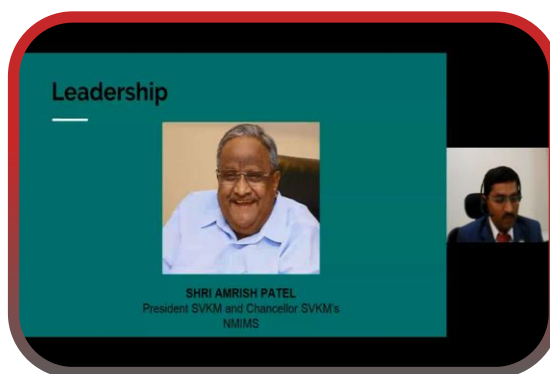 Leadership
SHRI AMRISH PATEL
President SVKM and Chancellor SVKM's
NMIMS